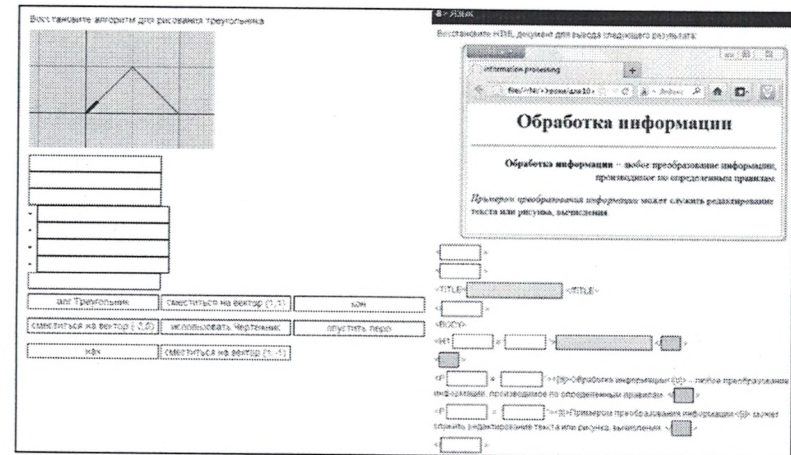 Восстановите алгоритм для рисования треугольника
алг Треугольник
сместиться на вектор (1, 1)
кон
сместиться на вектор (-2,0)
использовать Чертежник
опустить перо
нач
сместиться на вектор (1, -1)
Восстановите HTML документ для вывода следующего результата:
information processing
Обработка информации
Обработка информации – любое преобразование информации,
производимое по определенным правилам.
Примером преобразования информации может служить редактирование
текста или рисунка, вычисления.
< >
< >
<TITLE> </TITLE>
< >
<BODY>
<H1 = "> </ >
< >
<P = "><b>Обработка информации</b> – любое преобразование
информации, производимое по определенным правилам. </ >
<P = "><i>Примером преобразования информации</i> может
служить редактирование текста или рисунка, вычисления. </ >
< >